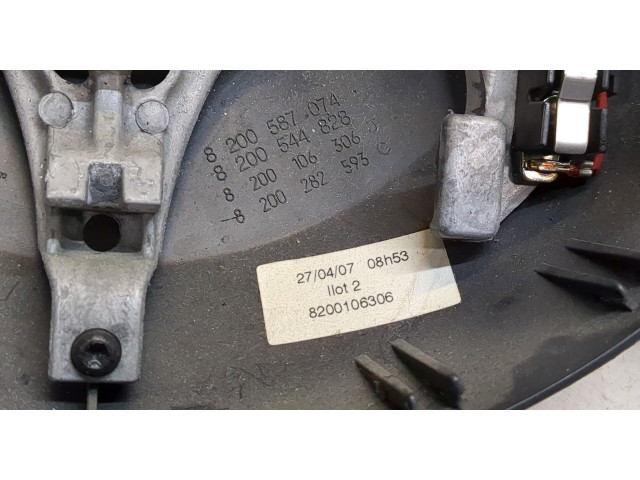 8 200 587 074
8 200 544 828
8 200 106 306 J
8 200 282 593 C
27/04/07 08h53
Ilot 2
8200106306